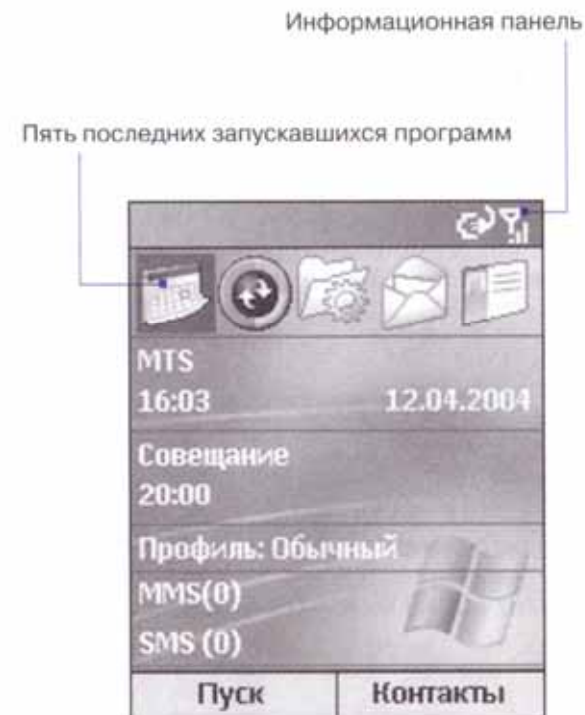 Информационная панель
Пять последних запускавшихся программ
MTS
16:03 12.04.2004
Совещание
20:00
Профиль: Обычный
MMS(0)
SMS (0)
Пуск Контакты